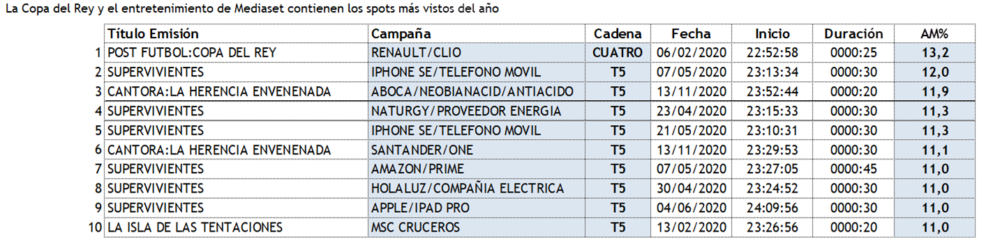 La Copa del Rey y el entretenimiento de Mediaset contienen los spots más vistos del año
Título Emisión Campaña Cadena Fecha Inicio Duración AM%
1 POST FUTBOL:COPA DEL REY RENAULT/CLIO CUATRO 06/02/2020 22:52:58 0000:25 13,2
2 SUPERVIVIENTES IPHONE SE/TELEFONO MOVIL T5 07/05/2020 23:13:34 0000:30 12,0
3 CANTORA:LA HERENCIA ENVENENADA ABOCA/NEOBIANACID/ANTIACIDO T5 13/11/2020 23:52:44 0000:20 11,9
4 SUPERVIVIENTES NATURGY/PROVEEDOR ENERGIA T5 23/04/2020 23:15:33 0000:30 11,3
5 SUPERVIVIENTES IPHONE SE/TELEFONO MOVIL T5 21/05/2020 23:10:31 0000:30 11,3
6 CANTORA:LA HERENCIA ENVENENADA SANTANDER/ONE T5 13/11/2020 23:29:53 0000:30 11,1
7 SUPERVIVIENTES AMAZON/PRIME T5 07/05/2020 23:27:05 0000:45 11,0
8 SUPERVIVIENTES HOLALUZ/COMPAÑIA ELECTRICA T5 30/04/2020 23:24:52 0000:30 11,0
9 SUPERVIVIENTES APPLE/IPAD PRO T5 04/06/2020 24:09:56 0000:30 11,0
10 LA ISLA DE LAS TENTACIONES MSC CRUCEROS T5 13/02/2020 23:26:56 0000:20 11,0